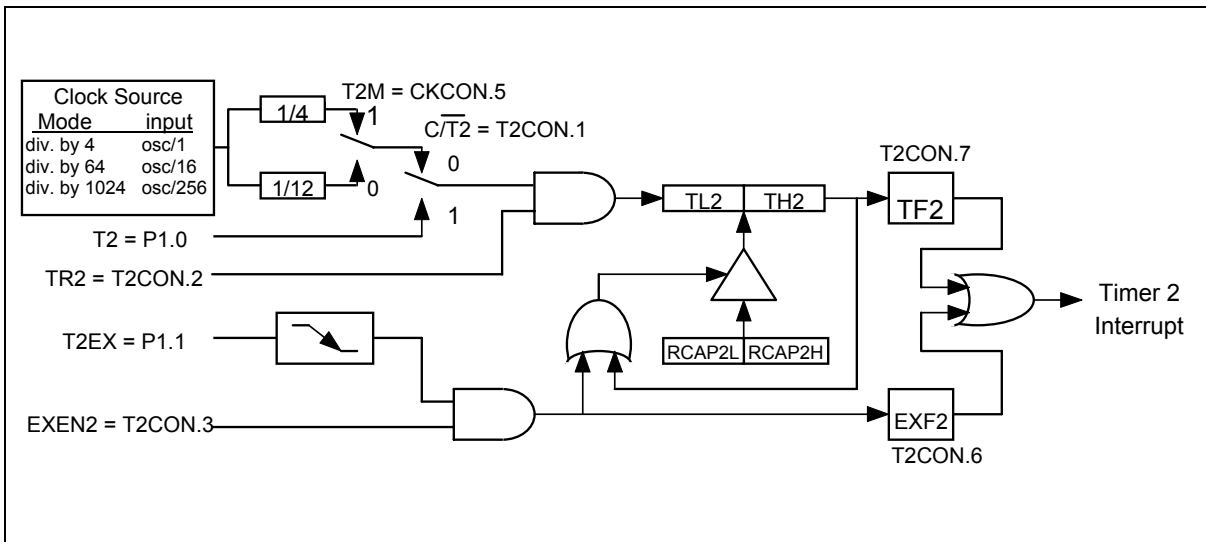 Clock Source
Mode input
div. by 4 osc/1
div. by 64 osc/16
div. by 1024 osc/256
1/4
1/12
T2M = CKCON.5
1
0
C/T2 = T2CON.1
0
1
T2 = P1.0
TR2 = T2CON.2
TL2 TH2
T2CON.7
TF2
T2EX = P1.1
RCAP2L RCAP2H
Timer 2
Interrupt
EXEN2 = T2CON.3
EXF2
T2CON.6